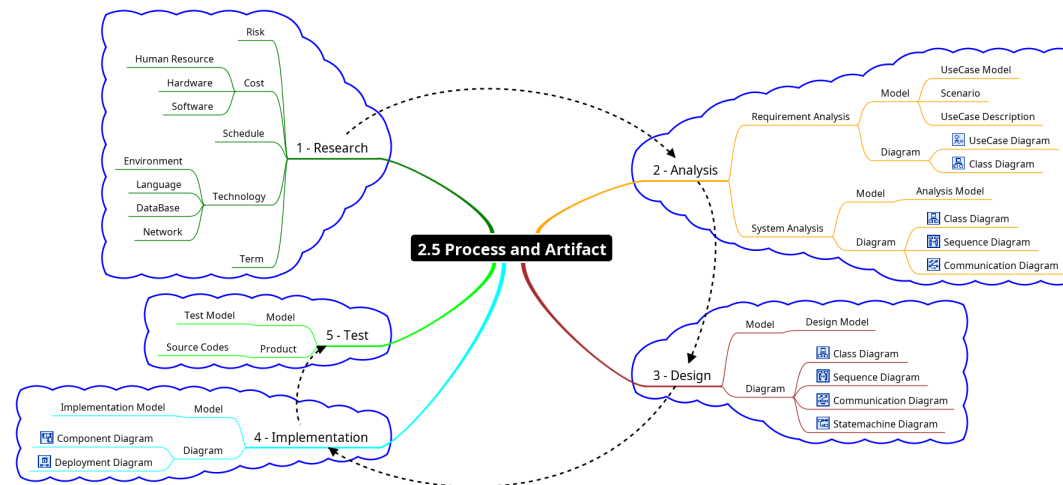 2.5 Process and Artifact
1 - Research
Risk
Cost
Human Resource
Hardware
Software
Schedule
Technology
Environment
Language
DataBase
Network
Term
2 - Analysis
Requirement Analysis
Model
UseCase Model
Scenario
UseCase Description
Diagram
UseCase Diagram
Class Diagram
System Analysis
Model
Analysis Model
Diagram
Class Diagram
Sequence Diagram
Communication Diagram
3 - Design
Model
Design Model
Diagram
Class Diagram
Sequence Diagram
Communication Diagram
Statemachine Diagram
4 - Implementation
Model
Implementation Model
Diagram
Component Diagram
Deployment Diagram
5 - Test
Model
Test Model
Product
Source Codes